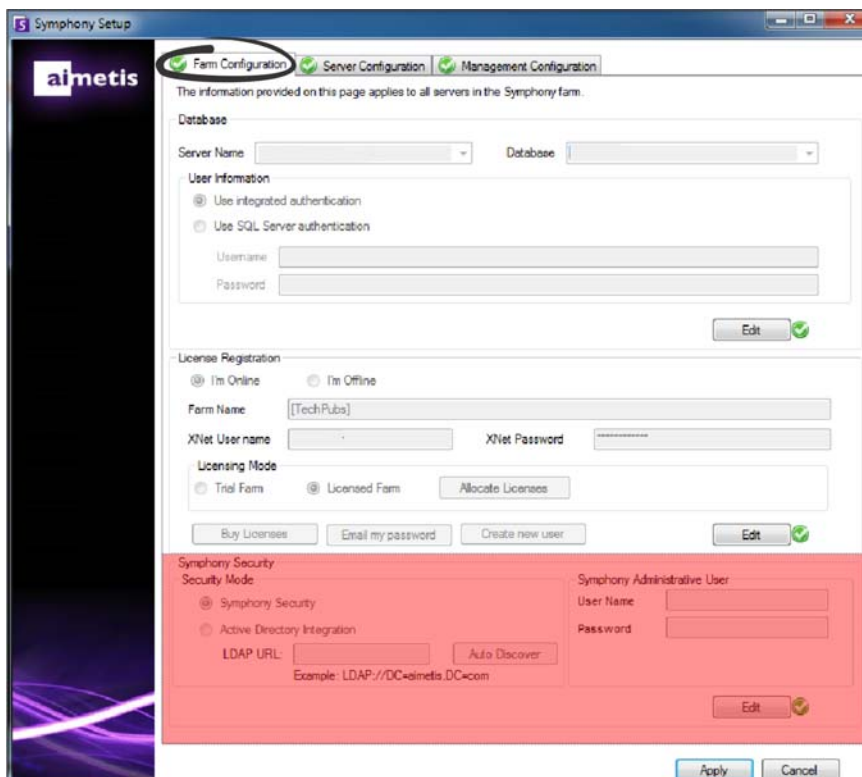 Symphony Setup
aimetis
Farm Configuration
Server Configuration
Management Configuration
The information provided on this page applies to all servers in the Symphony farm.
Database
Server Name
Database
User Information
Use integrated authentication
Use SQL Server authentication
Username
Password
Edit
License Registration
I'm Online
I'm Offline
Farm Name
[TechPubs]
XNet User name
XNet Password
************
Licensing Mode
Trial Farm
Licensed Farm
Allocate Licenses
Buy Licenses
Email my password
Create new user
Edit
Symphony Security
Security Mode
Symphony Security
Active Directory Integration
LDAP URL:
Auto Discover
Example: LDAP://DC=aimetis,DC=com
Symphony Administrative User
User Name
Password
Edit
Apply
Cancel